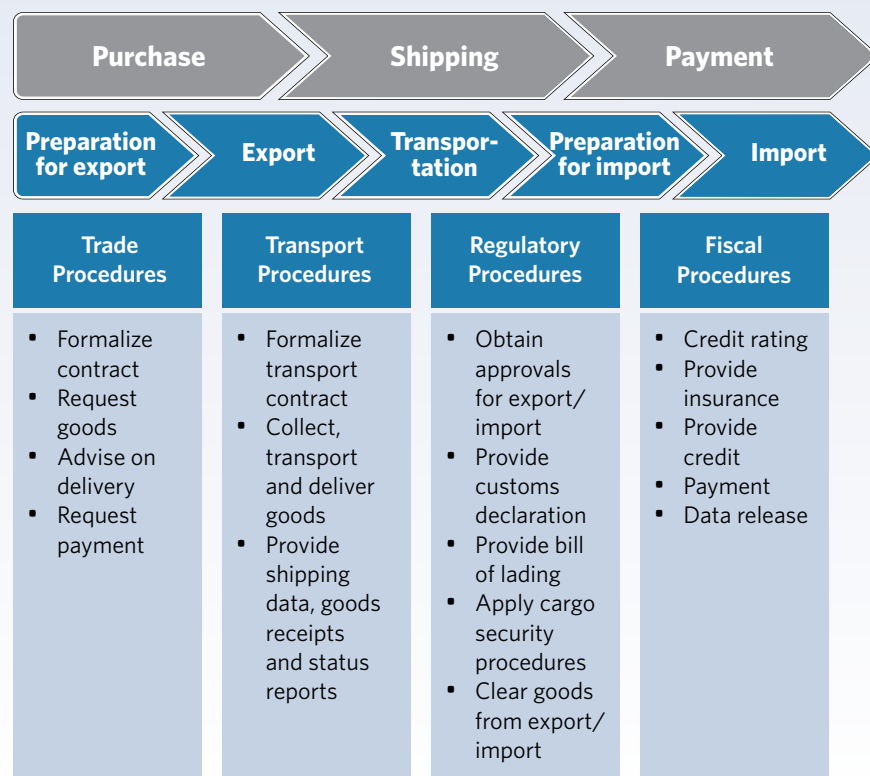 Purchase
Shipping
Payment
Preparation
for export
Export
Transpor-
tation
Preparation
for import
Import
Trade
Procedures
▪ Formalize
contract
▪ Request
goods
▪ Advise on
delivery
▪ Request
payment
Transport
Procedures
▪ Formalize
transport
contract
▪ Collect,
transport
and deliver
goods
▪ Provide
shipping
data, goods
receipts
and status
reports
Regulatory
Procedures
▪ Obtain
approvals
for export/
import
▪ Provide
customs
declaration
▪ Provide bill
of lading
▪ Apply cargo
security
procedures
▪ Clear goods
from export/
import
Fiscal
Procedures
▪ Credit rating
▪ Provide
insurance
▪ Provide
credit
▪ Payment
▪ Data release